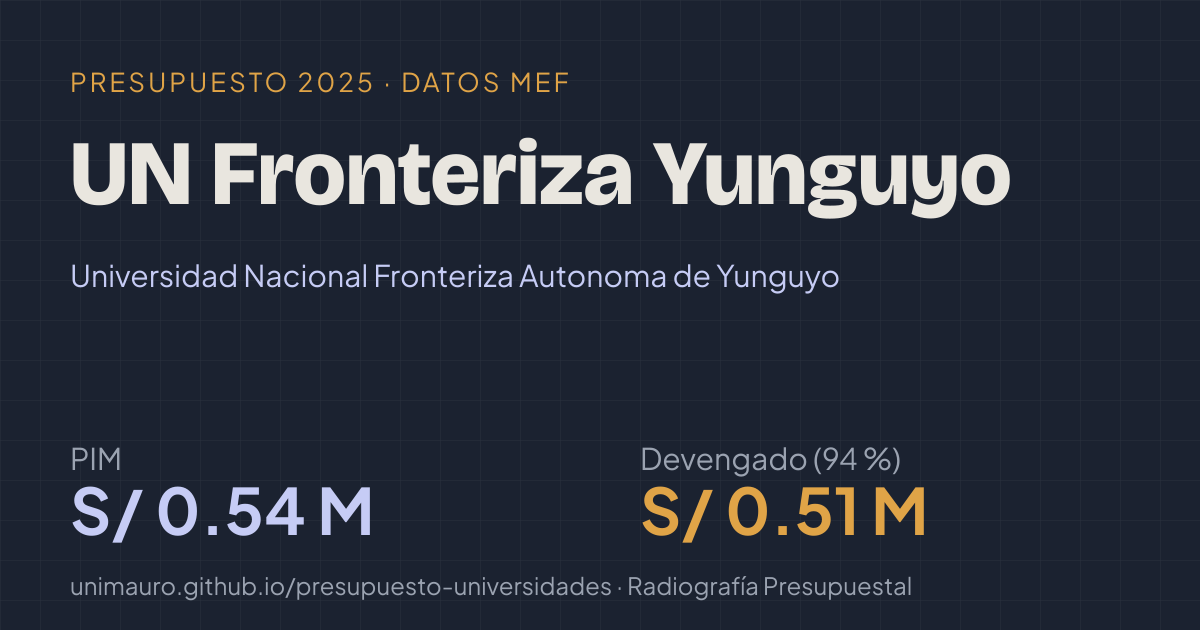 PRESUPUESTO 2025 · DATOS MEF
UN Fronteriza Yunguyo
Universidad Nacional Fronteriza Autonoma de Yunguyo
PIM
S/ 0.54 M
Devengado (94 %)
S/ 0.51 M
unimauro.github.io/presupuesto-universidades · Radiografía Presupuestal